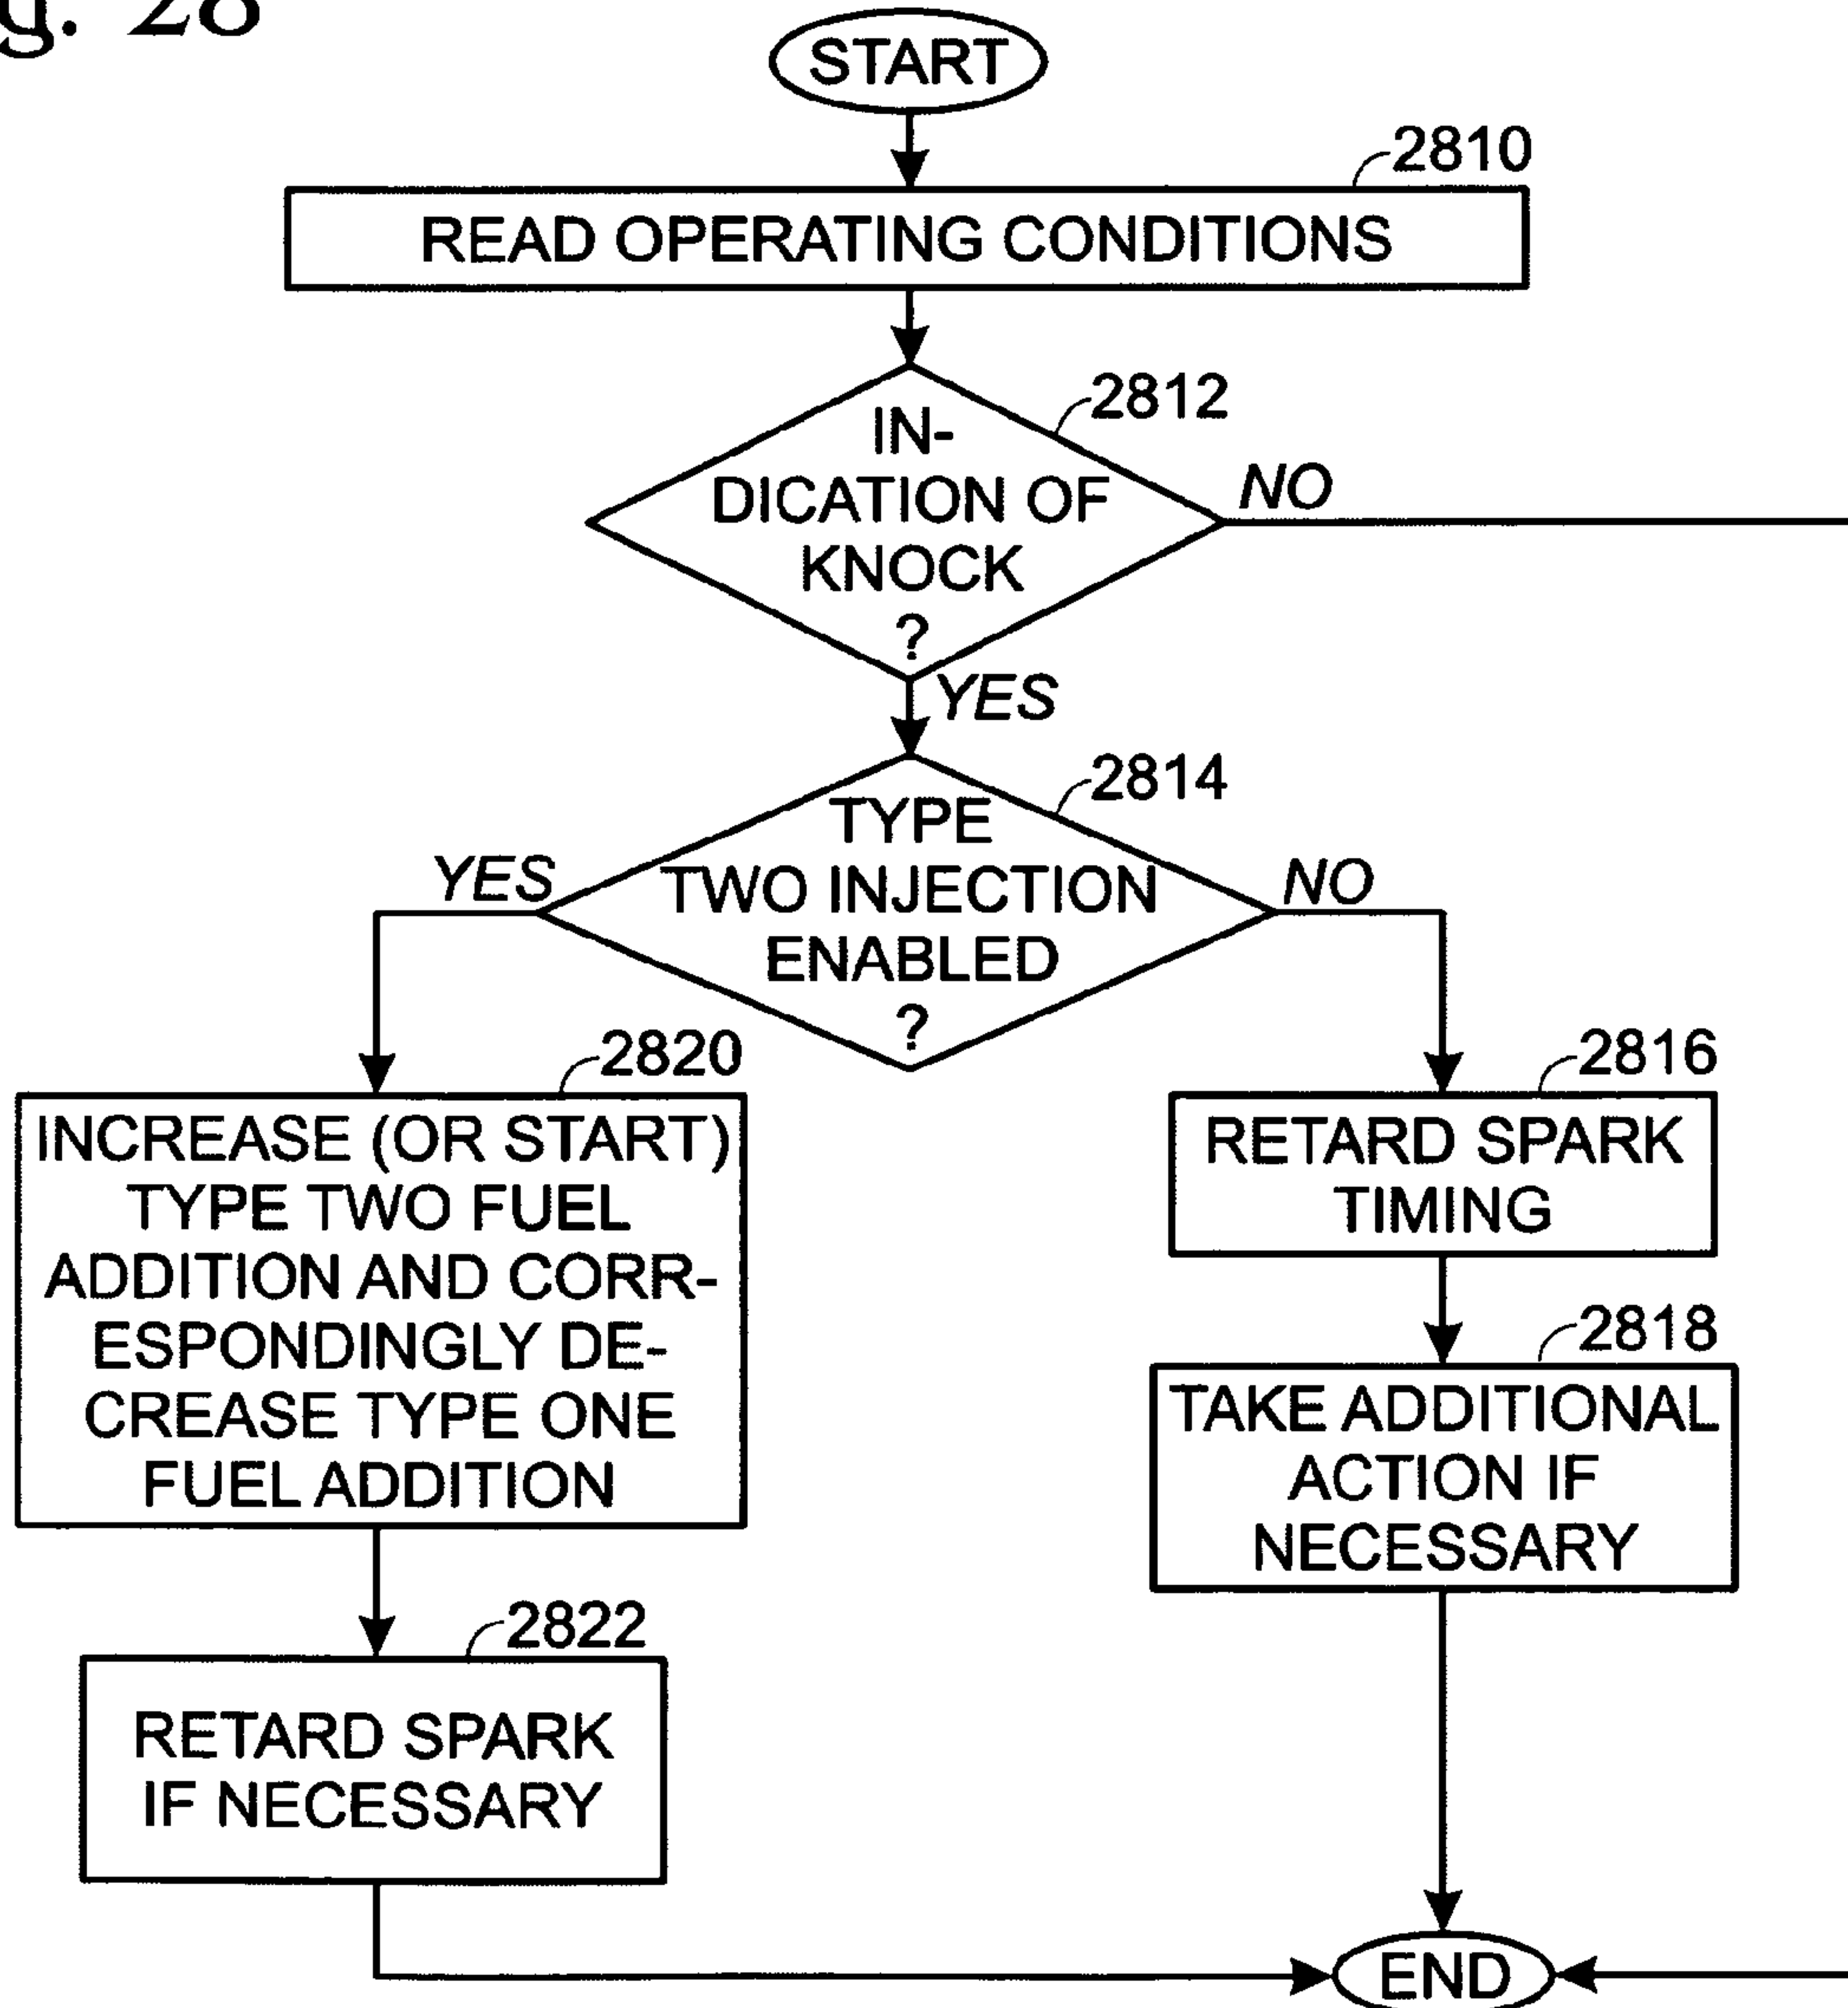 g. 28
START
2810
READ OPERATING CONDITIONS
2812
IN-
DICATION OF
KNOCK
?
NO
YES
2814
TYPE
TWO INJECTION
ENABLED
?
YES
NO
2820
INCREASE (OR START)
TYPE TWO FUEL
ADDITION AND CORR-
ESPONDINGLY DE-
CREASE TYPE ONE
FUEL ADDITION
2816
RETARD SPARK
TIMING
2818
TAKE ADDITIONAL
ACTION IF
NECESSARY
2822
RETARD SPARK
IF NECESSARY
END